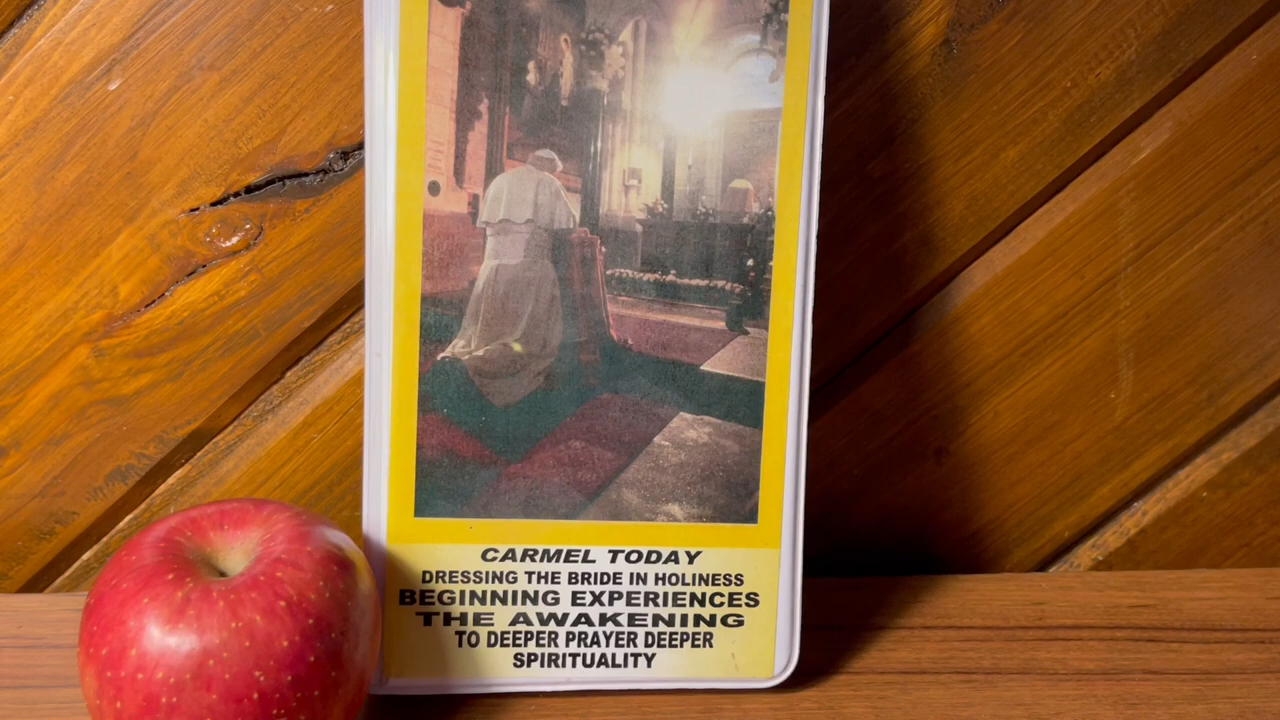 CARMEL TODAY
DRESSING THE BRIDE IN HOLINESS
BEGINNING EXPERIENCES
THE AWAKENING
TO DEEPER PRAYER DEEPER
SPIRITUALITY